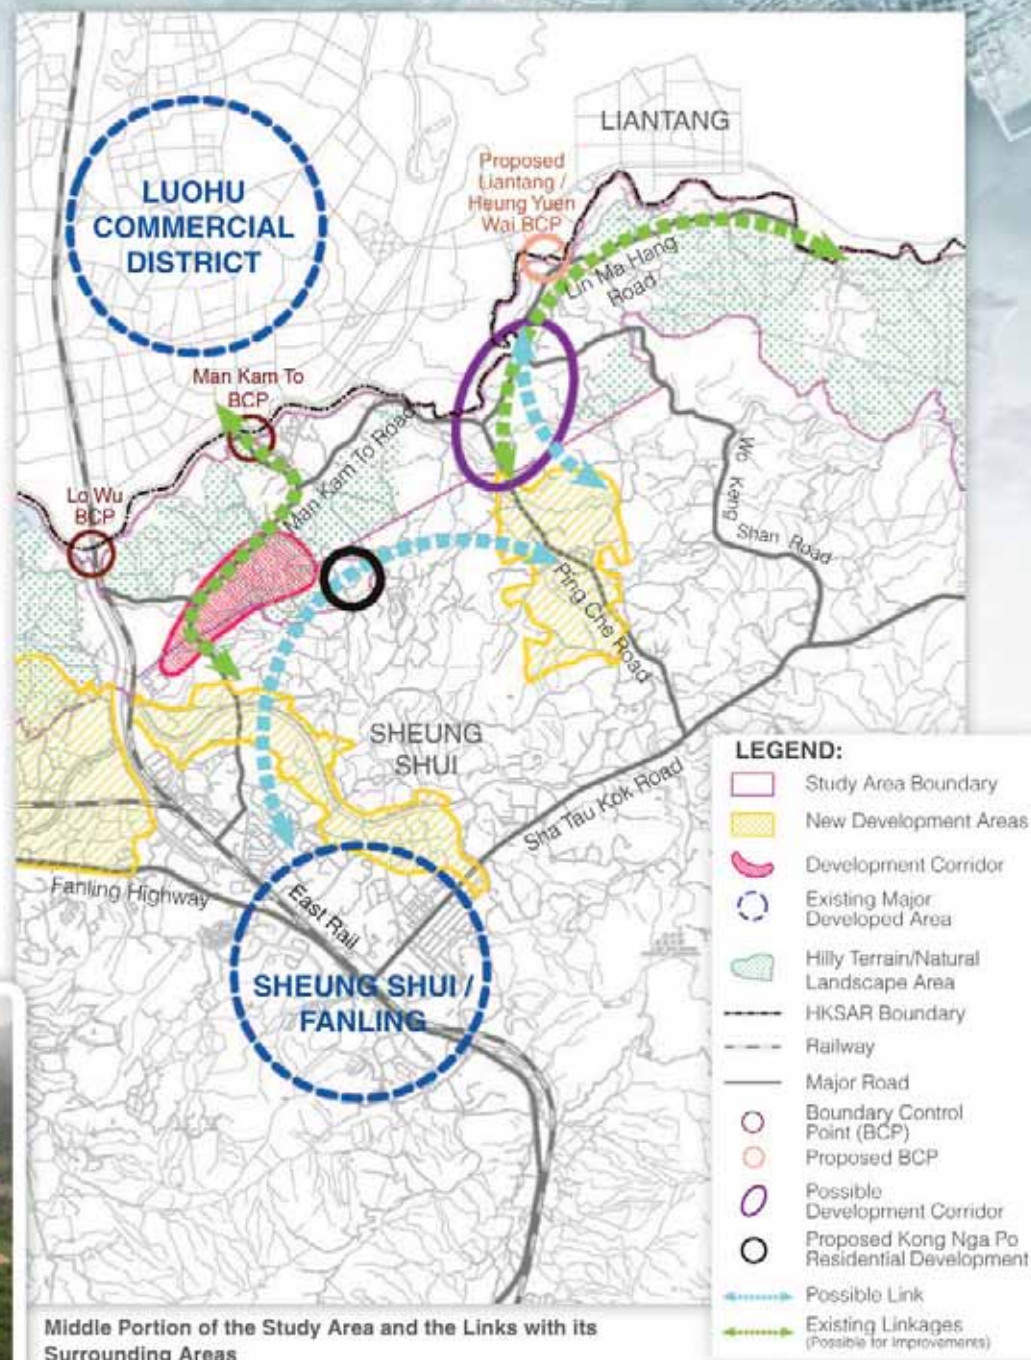 LIANTANG
Proposed
Liantang /
Heung Yuen
Wai BCP
LUOHU
COMMERCIAL
DISTRICT
Lin Ma Hang
Road
Man Kam To
BCP
Man Kam To Road
Lo Wu
BCP
Wo Keng Shan Road
Ping Che Road
SHEUNG
SHUI
Sha Tau Kok Road
Fanling Highway
East Rail
SHEUNG SHUI /
FANLING
LEGEND:
Study Area Boundary
New Development Areas
Development Corridor
Existing Major
Developed Area
Hilly Terrain/Natural
Landscape Area
HKSAR Boundary
Railway
Major Road
Boundary Control
Point (BCP)
Proposed BCP
Possible
Development Corridor
Proposed Kong Nga Po
Residential Development
Possible Link
Existing Linkages
(Possible for Improvements)
Middle Portion of the Study Area and the Links with its
Surrounding Areas